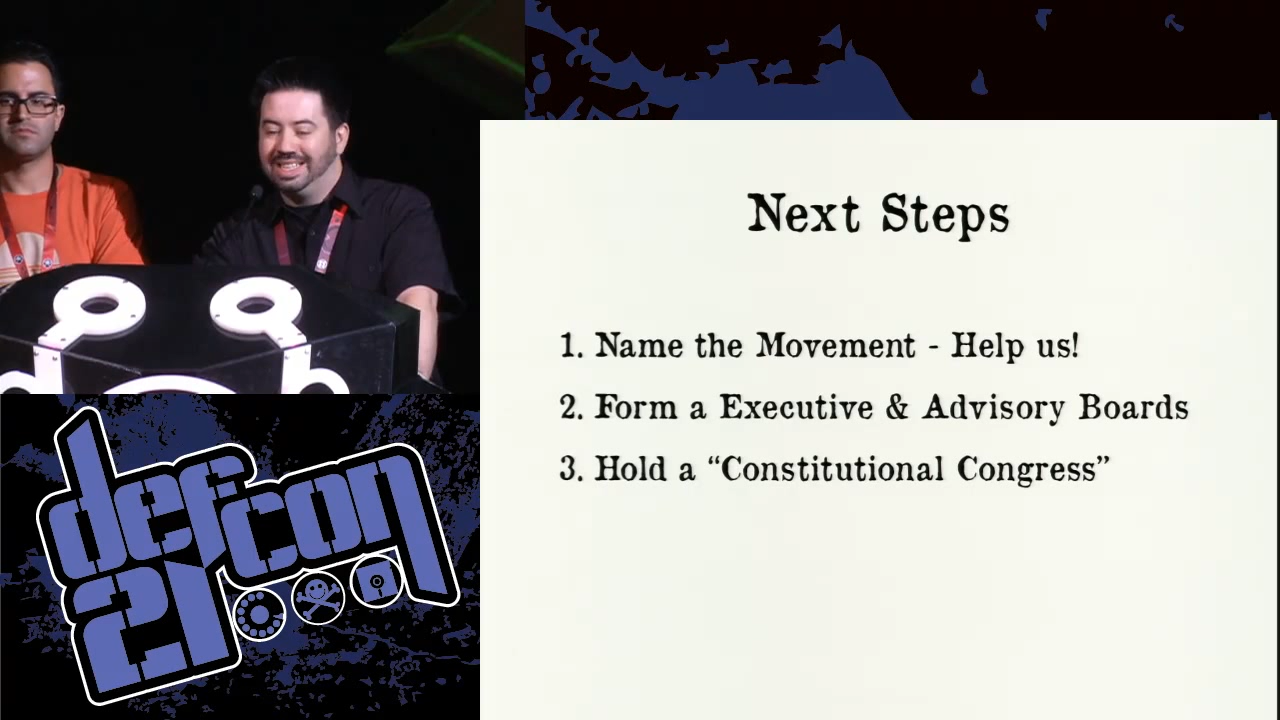 Next Steps
1. Name the Movement - Help us!
2. Form a Executive & Advisory Boards
3. Hold a “Constitutional Congress”
defcon
21